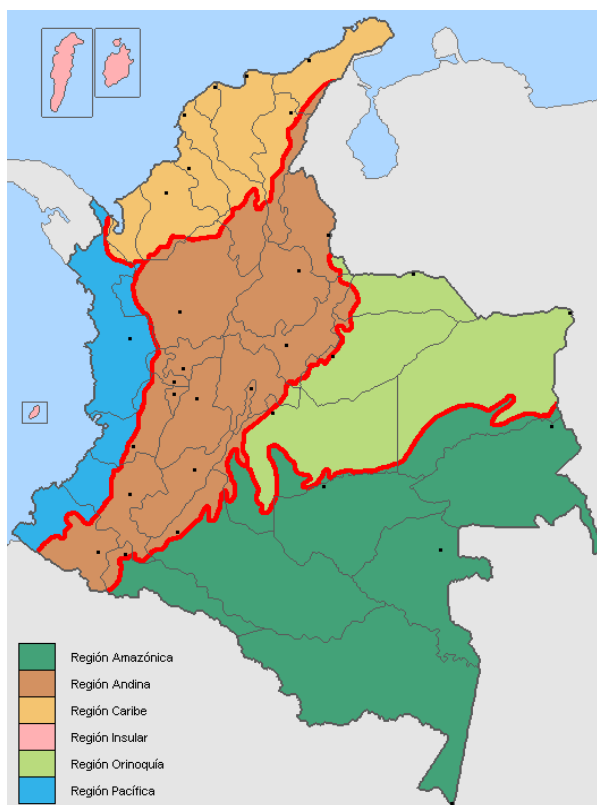 Región Amazónica
Región Andina
Región Caribe
Región Insular
Región Orinoquía
Región Pacífica